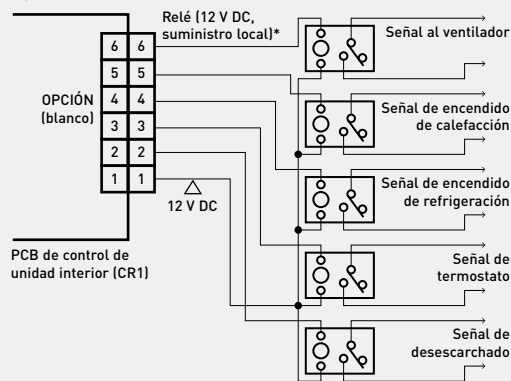 Relé (12 V DC,
suministro local)*
OPCIÓN
(blanco)
6 6
5 5
4 4
3 3
2 2
1 1
12 V DC
PCB de control de
unidad interior (CR1)
Señal al ventilador
Señal de encendido
de calefacción
Señal de encendido
de refrigeración
Señal de
termostato
Señal de
desescarchado